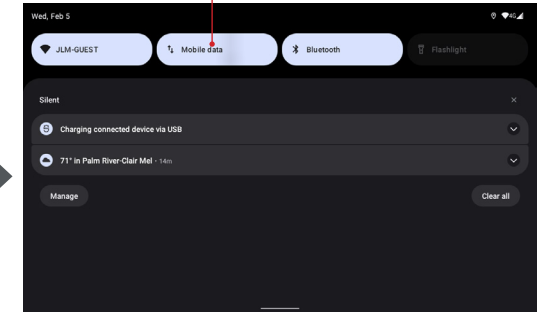 Wed, Feb 5
4G
JLM-GUEST
Mobile data
Bluetooth
Flashlight
Silent
Charging connected device via USB
71° in Palm River-Clair Mel · 14m
Manage
Clear all